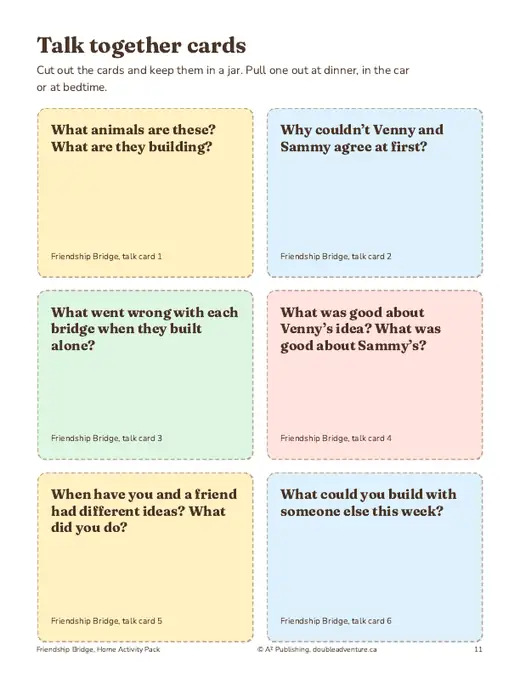 Talk together cards
Cut out the cards and keep them in a jar. Pull one out at dinner, in the car
or at bedtime.
What animals are these?
What are they building?
Friendship Bridge, talk card 1
Why couldn’t Venny and
Sammy agree at first?
Friendship Bridge, talk card 2
What went wrong with each
bridge when they built
alone?
Friendship Bridge, talk card 3
What was good about
Venny’s idea? What was
good about Sammy’s?
Friendship Bridge, talk card 4
When have you and a friend
had different ideas? What
did you do?
Friendship Bridge, talk card 5
What could you build with
someone else this week?
Friendship Bridge, talk card 6
Friendship Bridge, Home Activity Pack
© A² Publishing, doubleadventure.ca
11